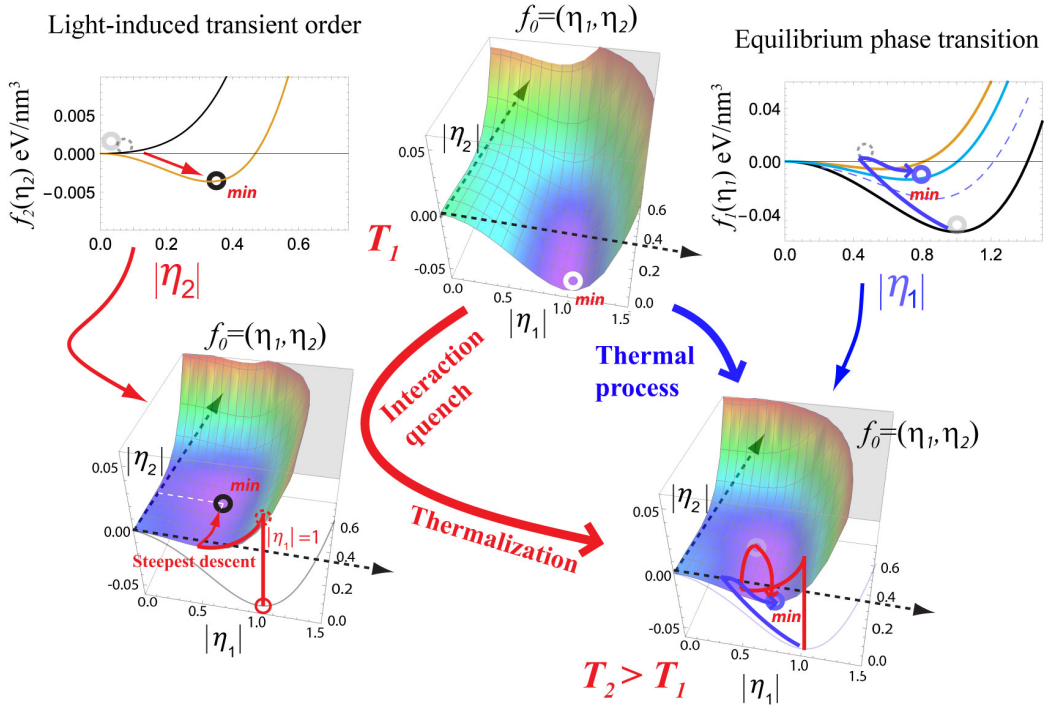 Light-induced transient order
f₀=(η₁,η₂)
Equilibrium phase transition
f₂(η₂) eV/nm³
0.005
0.000
-0.005
min
0.0
0.2
0.4
0.6
|η₂|
|η₂|
0.05
0.00
-0.05
0.0
0.5
1.0
1.5
|η₁|
0.6
0.4
0.2
0.0
min
T₁
f₁(η₁) eV/nm³
0.04
0.00
-0.04
min
0.0
0.4
0.8
1.2
|η₁|
Interaction
quench
Thermalization
Thermal
process
f₀=(η₁,η₂)
|η₂|
0.05
0.00
-0.05
min
|η₁|=1
Steepest descent
0.6
0.4
0.2
0.0
0.0
0.5
1.0
1.5
|η₁|
f₀=(η₁,η₂)
|η₂|
0.05
0.00
-0.05
min
0.6
0.4
0.2
0.0
0.0
0.5
1.0
1.5
|η₁|
T₂ > T₁